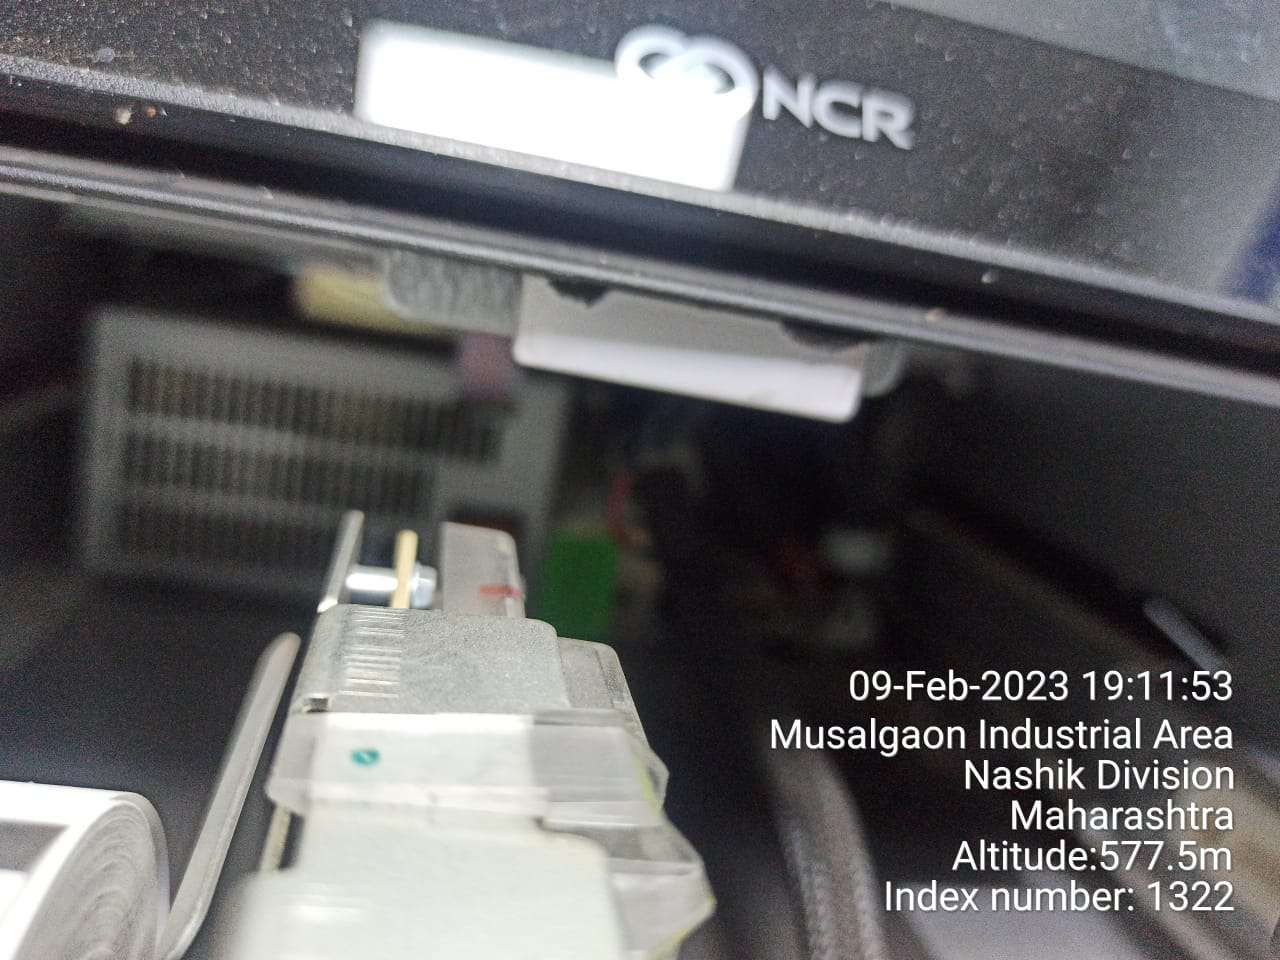 NCR
09-Feb-2023 19:11:53
Musalgaon Industrial Area
Nashik Division
Maharashtra
Altitude:577.5m
Index number: 1322